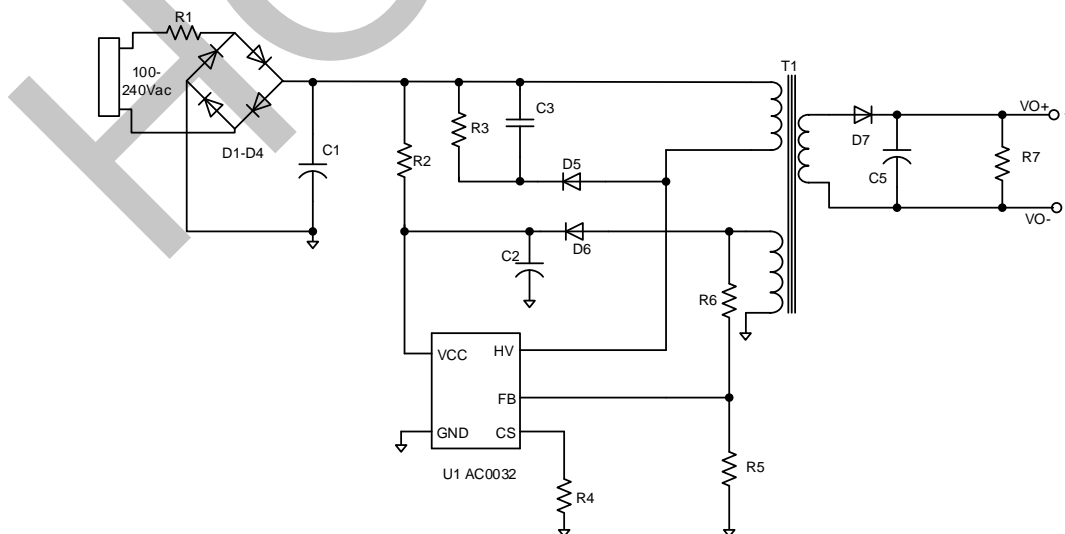 R1
T1
100-
240Vac
VO+
C3
R3
D7
D1-D4
C1
R2
D5
C5
R7
VO-
C2
D6
R6
VCC
HV
FB
GND
CS
U1 AC0032
R5
R4